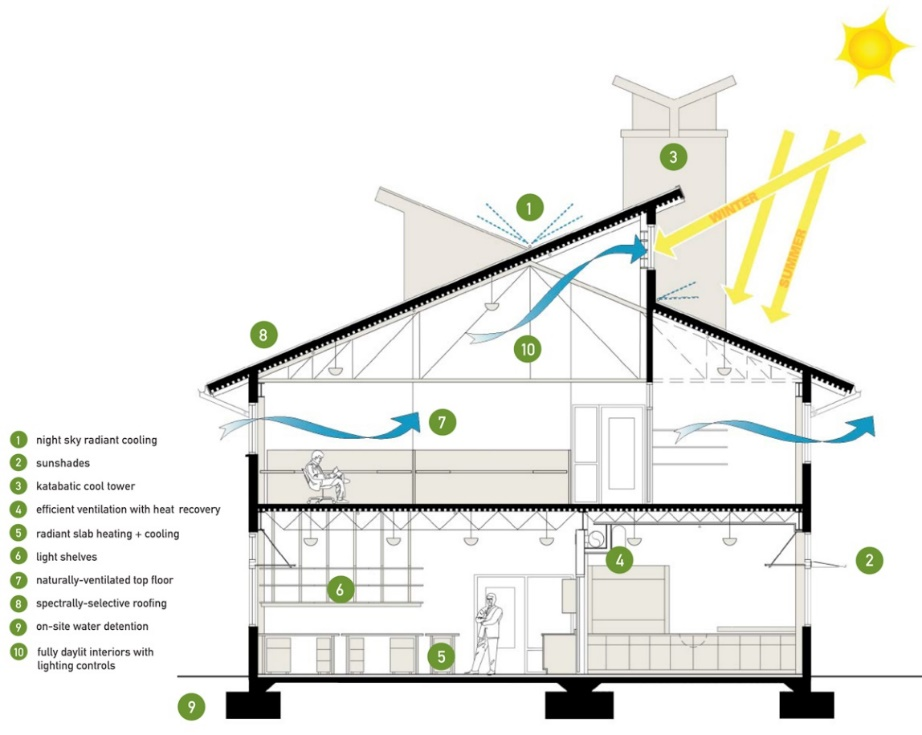 1
3
WINTER
SUMMER
8
10
7
1 night sky radiant cooling
2 sunshades
3 katabatic cool tower
4 efficient ventilation with heat recovery
5 radiant slab heating + cooling
6 light shelves
7 naturally-ventilated top floor
8 spectrally-selective roofing
9 on-site water detention
10 fully daylit interiors with
lighting controls
4
2
6
5
9